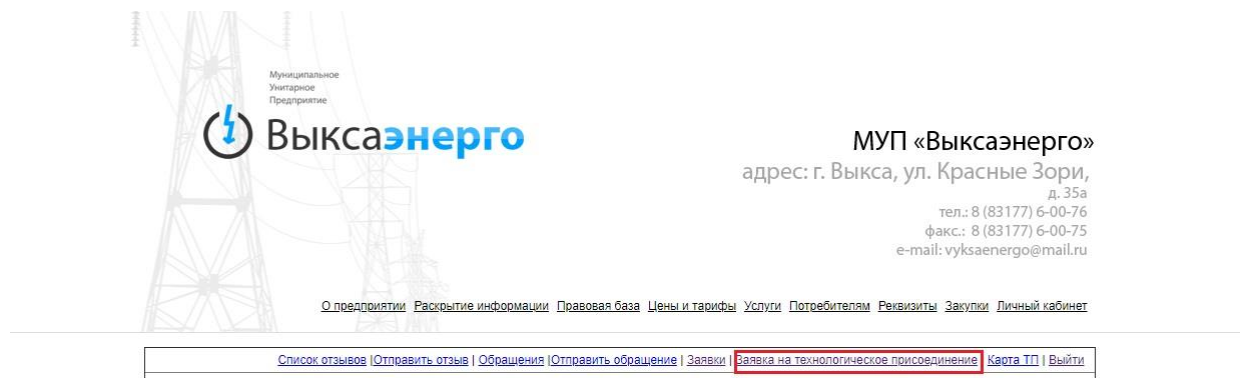 Муниципальное
Унитарное
Предприятие
Выксаэнерго
МУП «Выксаэнерго»
адрес: г. Выкса, ул. Красные Зори,
д. 35а
тел.: 8 (83177) 6-00-76
факс.: 8 (83177) 6-00-75
e-mail: vyksaenergo@mail.ru
О предприятии Раскрытие информации Правовая база Цены и тарифы Услуги Потребителям Реквизиты Закупки Личный кабинет
Список отзывов |Отправить отзыв | Обращения |Отправить обращение | Заявки | Заявка на технологическое присоединение | Карта ТП | Выйти